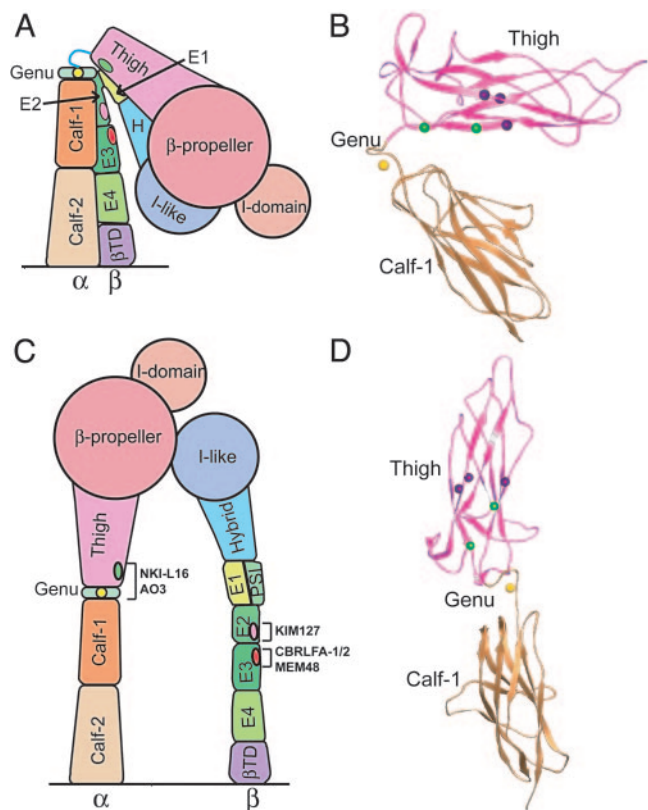 A
Thigh
E1
Genu
E2
Calf-1
H
E3
β-propeller
Calf-2
E4
I-like
I-domain
βTD
α β
B
Thigh
Genu
Calf-1
C
I-domain
β-propeller
I-like
Thigh
Hybrid
NKI-L16
AO3
Genu
E1
PSI
E2
KIM127
Calf-1
CBRLFA-1/2
E3
MEM48
Calf-2
E4
βTD
α β
D
Thigh
Genu
Calf-1